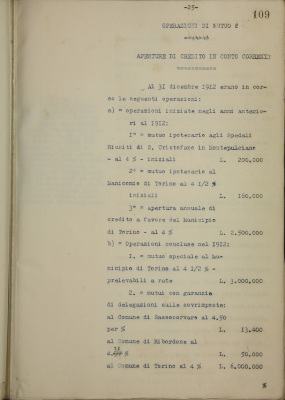 -25-
109
OPERAZIONI DI MUTUO E
APERTURE DI CREDITO IN CONTO CORRENTE
Al 31 dicembre 1912 erano in cor-
so le seguenti operazioni:
a) = operazioni iniziate negli anni anterio-
ri al 1912:
1° = mutuo ipotecario agli Spedali
Riuniti di S. Cristoforo in Montepulciano
- al 4 % - iniziali L. 200.000
2° = mutuo ipotecario al
Manicomio di Torino al 4 1/2 %
iniziali L. 160.000
3° = apertura annuale di
credito a favore del Municipio
di Torino - al 4 % L. 2.500.000
b) = Operazioni concluse nel 1912:
1. = mutuo speciale al Mu-
nicipio di Torino al 4 1/2 % -
prelevabili a rate L. 3.000.000
2. = mutui con garanzia
di delegazioni sulle sovrimposte:
al Comune di Sanseverano al 4.50
per % L. 13.400
al Comune di Ribordone al
4. % L. 50.000
al Comune di Torino al 4 % L. 6.000.000